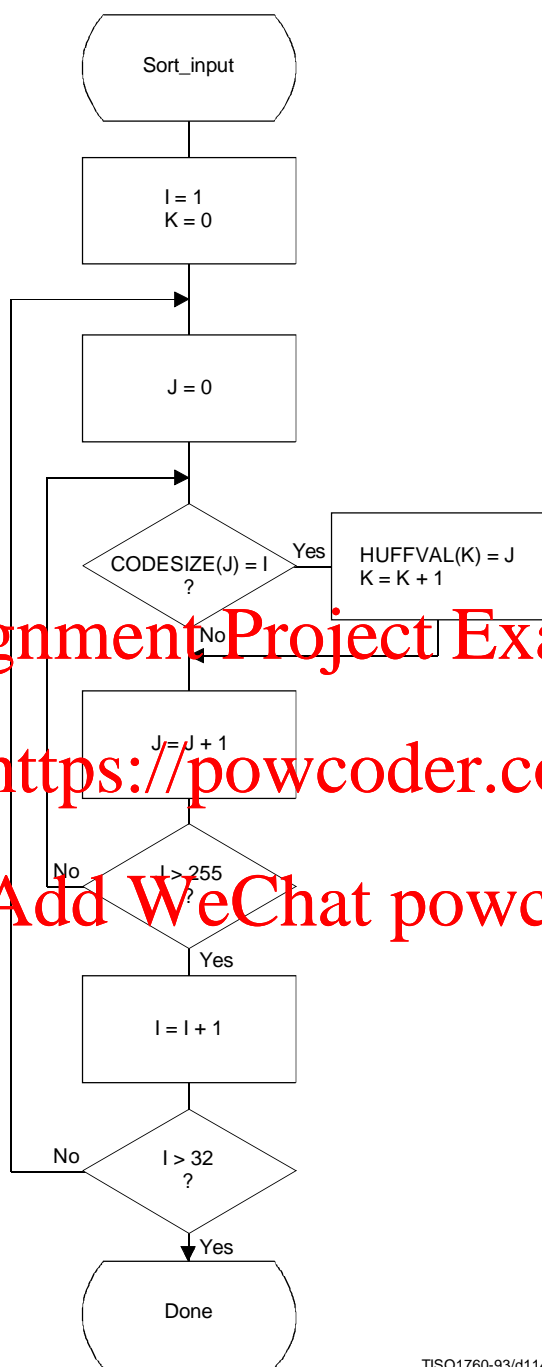 Sort_input
I = 1
K = 0
J = 0
CODESIZE(J) = I
?
Yes
HUFFVAL(K) = J
K = K + 1
No
gnment Project Exa
J = J + 1
https://powcoder.co
No
I > 255
?
Add WeChat powc
Yes
I = I + 1
No
I > 32
?
Yes
Done
TISO1760-93/d114